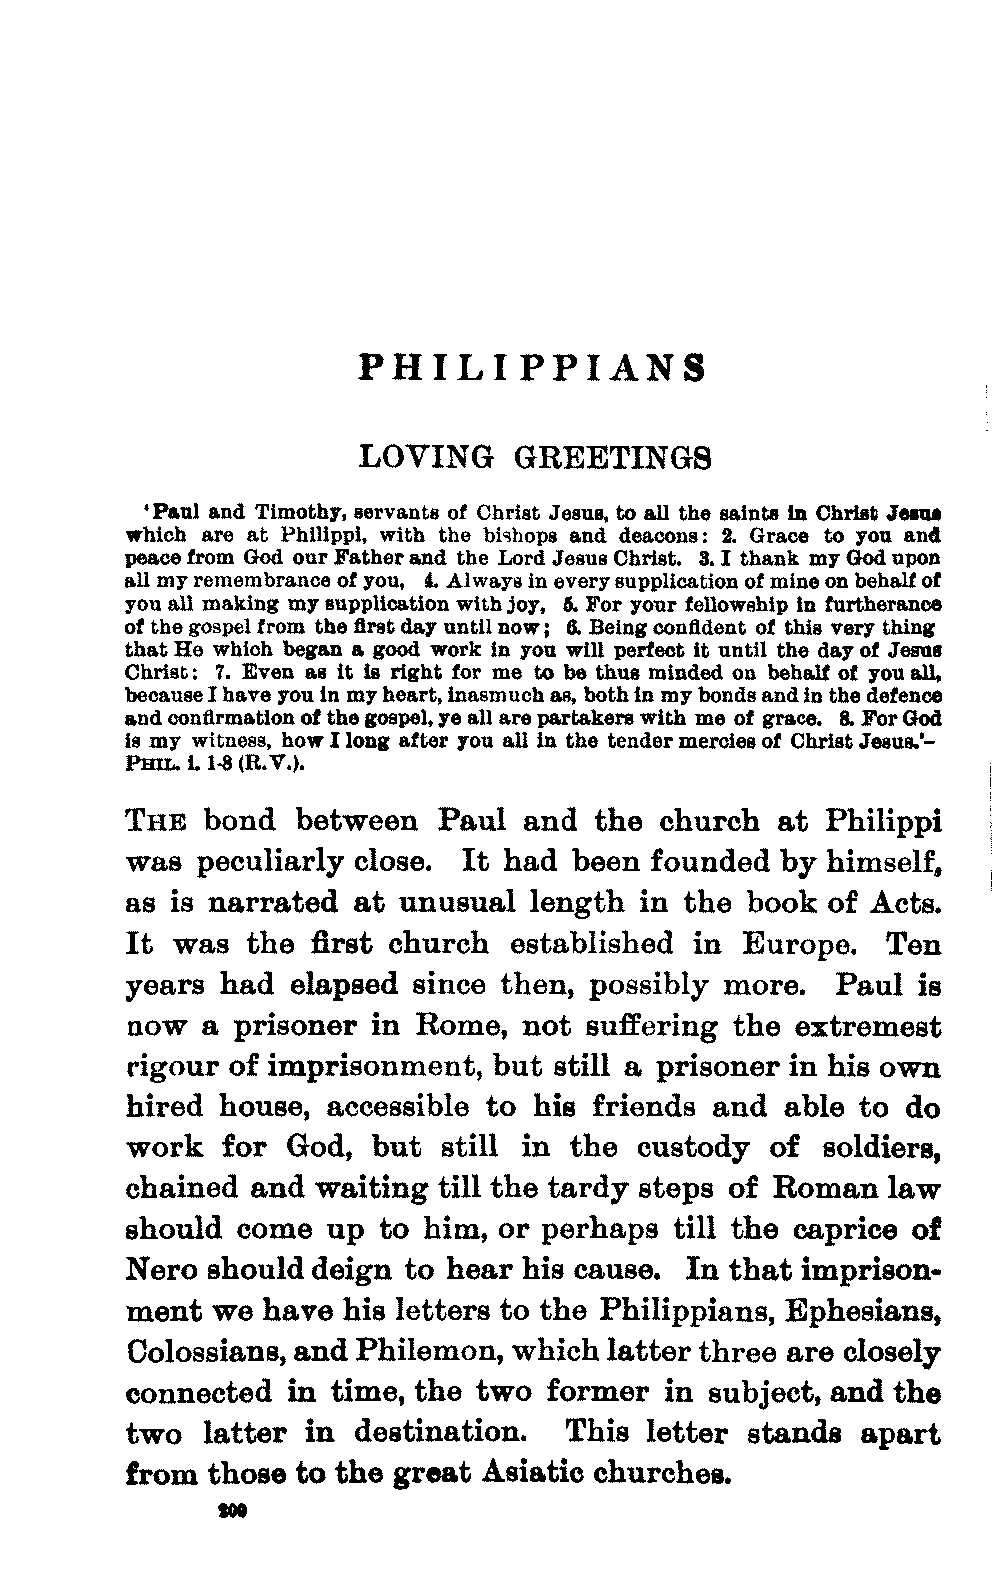 PHILIPPIANS
LOVING GREETINGS
‘Paul and Timothy, servants of Christ Jesus, to all the saints in Christ Jesus
which are at Philippi, with the bishops and deacons: 2. Grace to you and
peace from God our Father and the Lord Jesus Christ. 3. I thank my God upon
all my remembrance of you, 4. Always in every supplication of mine on behalf of
you all making my supplication with joy, 5. For your fellowship in furtherance
of the gospel from the first day until now; 6. Being confident of this very thing
that He which began a good work in you will perfect it until the day of Jesus
Christ: 7. Even as it is right for me to be thus minded on behalf of you all,
because I have you in my heart, inasmuch as, both in my bonds and in the defence
and confirmation of the gospel, ye all are partakers with me of grace. 8. For God
is my witness, how I long after you all in the tender mercies of Christ Jesus.’—
PHIL. i. 1-8 (R.V.).
THE bond between Paul and the church at Philippi
was peculiarly close. It had been founded by himself,
as is narrated at unusual length in the book of Acts.
It was the first church established in Europe. Ten
years had elapsed since then, possibly more. Paul is
now a prisoner in Rome, not suffering the extremest
rigour of imprisonment, but still a prisoner in his own
hired house, accessible to his friends and able to do
work for God, but still in the custody of soldiers,
chained and waiting till the tardy steps of Roman law
should come up to him, or perhaps till the caprice of
Nero should deign to hear his cause. In that imprison-
ment we have his letters to the Philippians, Ephesians,
Colossians, and Philemon, which latter three are closely
connected in time, the two former in subject, and the
two latter in destination. This letter stands apart
from those to the great Asiatic churches.
200